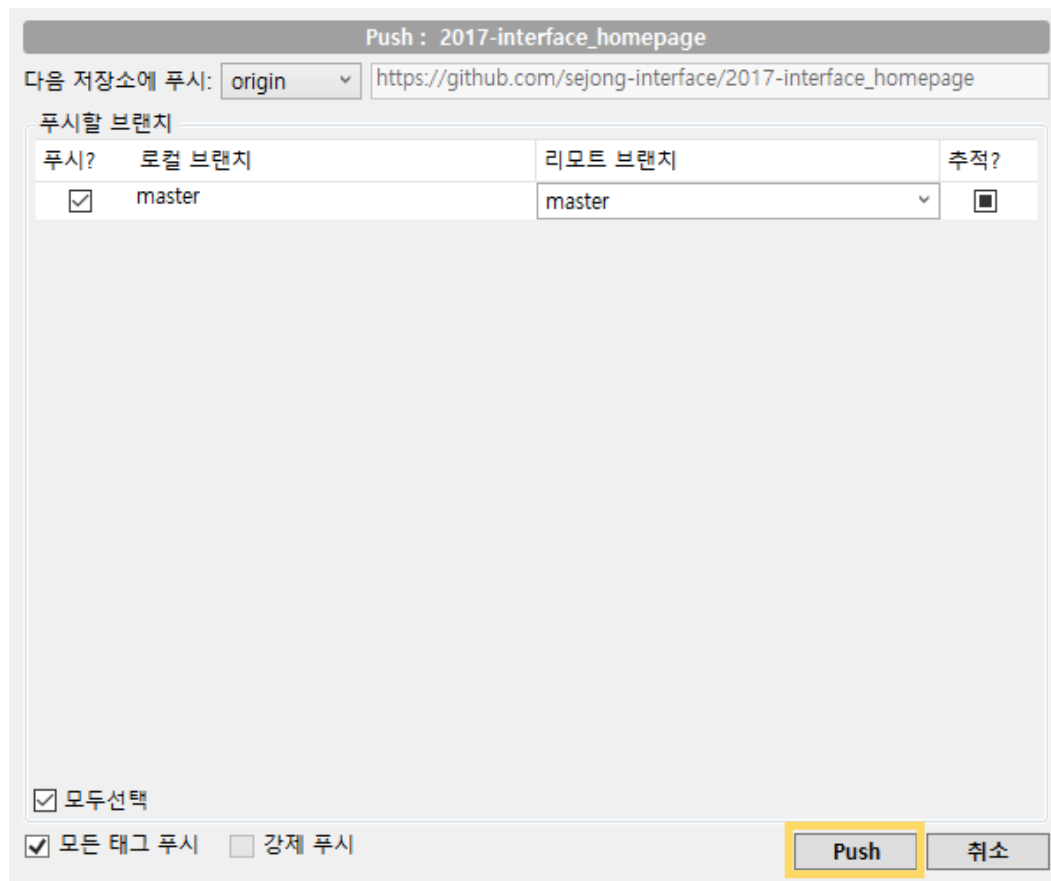 Push : 2017-interface_homepage
다음 저장소에 푸시: origin https://github.com/sejong-interface/2017-interface_homepage
푸시할 브랜치
푸시? 로컬 브랜치 리모트 브랜치 추적?
master master
모두선택
모든 태그 푸시 강제 푸시 Push 취소